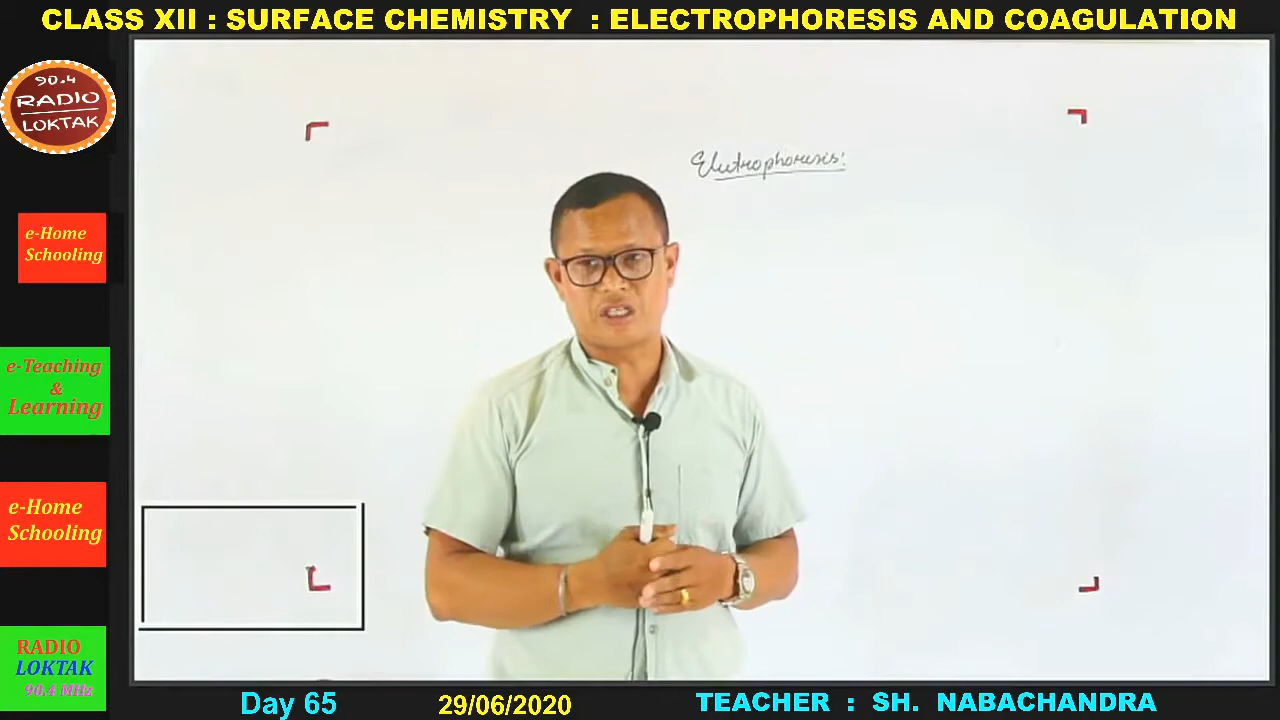 CLASS XII : SURFACE CHEMISTRY : ELECTROPHORESIS AND COAGULATION
90.4
RADIO
LOKTAK
Electrophoresis:
e-Home
Schooling
e-Teaching
&
Learning
e-Home
Schooling
RADIO
LOKTAK
90.4 MHz
Day 65
29/06/2020
TEACHER : SH. NABACHANDRA